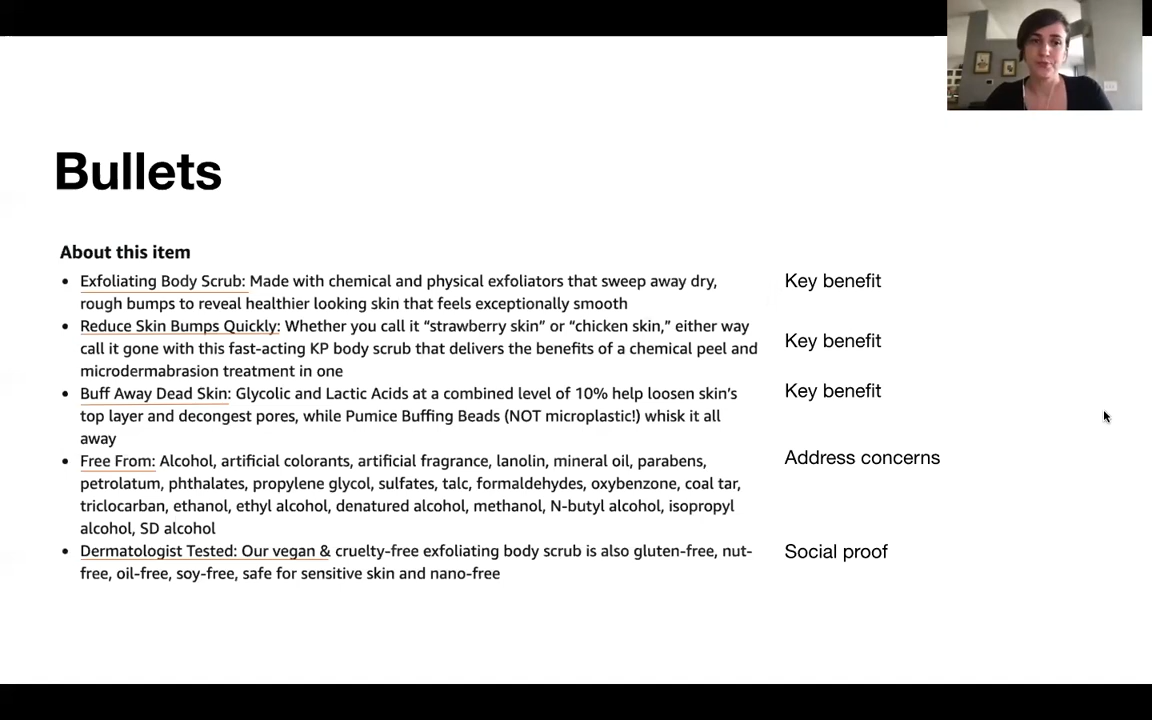 Bullets
About this item
Exfoliating Body Scrub: Made with chemical and physical exfoliators that sweep away dry,
rough bumps to reveal healthier looking skin that feels exceptionally smooth
Key benefit
Reduce Skin Bumps Quickly: Whether you call it “strawberry skin” or “chicken skin,” either way
call it gone with this fast-acting KP body scrub that delivers the benefits of a chemical peel and
microdermabrasion treatment in one
Key benefit
Buff Away Dead Skin: Glycolic and Lactic Acids at a combined level of 10% help loosen skin’s
top layer and decongest pores, while Pumice Buffing Beads (NOT microplastic!) whisk it all
away
Key benefit
Free From: Alcohol, artificial colorants, artificial fragrance, lanolin, mineral oil, parabens,
petrolatum, phthalates, propylene glycol, sulfates, talc, formaldehydes, oxybenzone, coal tar,
triclocarban, ethanol, ethyl alcohol, denatured alcohol, methanol, N-butyl alcohol, isopropyl
alcohol, SD alcohol
Address concerns
Dermatologist Tested: Our vegan & cruelty-free exfoliating body scrub is also gluten-free, nut-
free, oil-free, soy-free, safe for sensitive skin and nano-free
Social proof